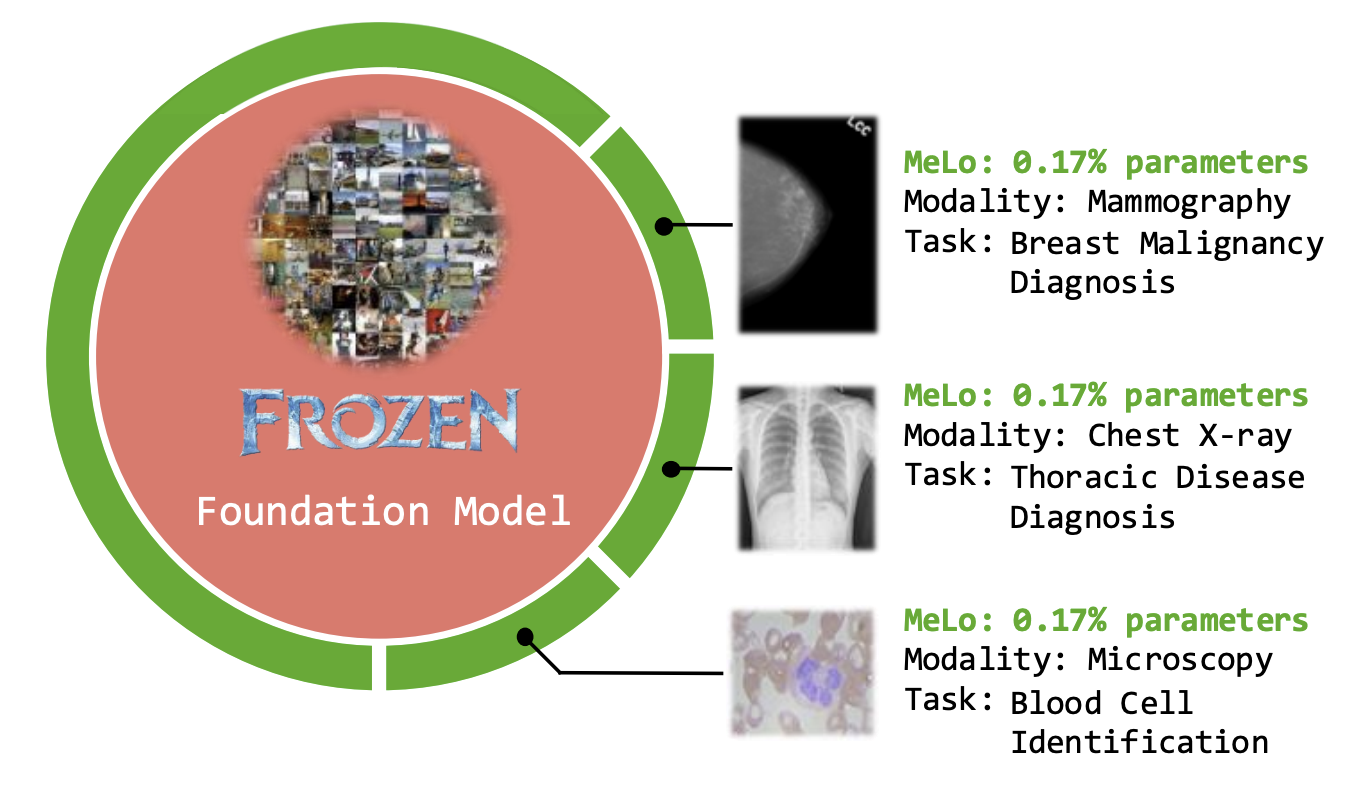 FROZEN
Foundation Model
LCC
MeLo: 0.17% parameters
Modality: Mammography
Task: Breast Malignancy
Diagnosis
MeLo: 0.17% parameters
Modality: Chest X-ray
Task: Thoracic Disease
Diagnosis
MeLo: 0.17% parameters
Modality: Microscopy
Task: Blood Cell
Identification